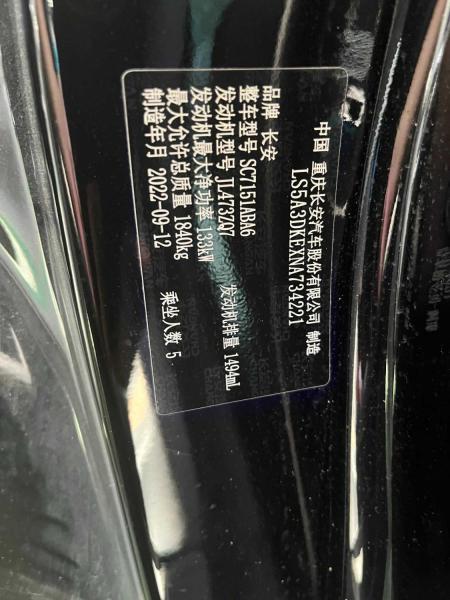 中国 重庆长安汽车股份有限公司 制造
LS5A3DKEXNA734221
品牌 长安
整车型号 SC7151ABA6
发动机型号 JL473ZQ7 发动机排量 1494mL
发动机最大净功率 133kW
最大允许总质量 1840kg
制造年月 2022-09-12 乘坐人数 5